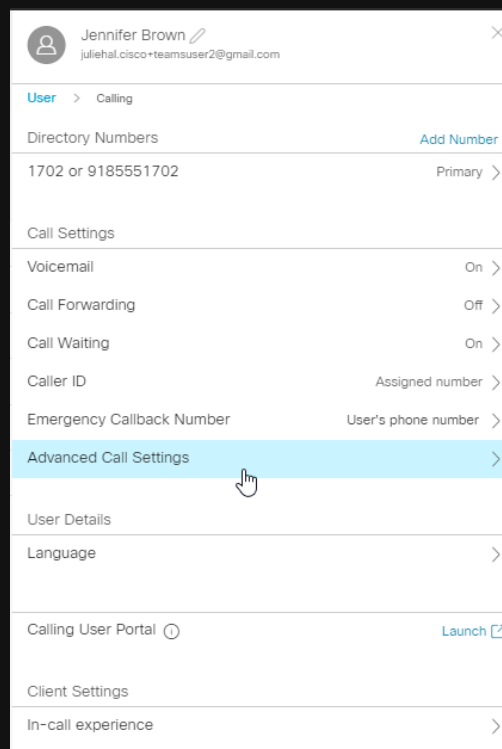 Jennifer Brown
juliehal.cisco+teamsuser2@gmail.com
User > Calling
Directory Numbers Add Number
1702 or 9185551702 Primary
Call Settings
Voicemail On
Call Forwarding Off
Call Waiting On
Caller ID Assigned number
Emergency Callback Number User's phone number
Advanced Call Settings
User Details
Language
Calling User Portal Launch
Client Settings
In-call experience